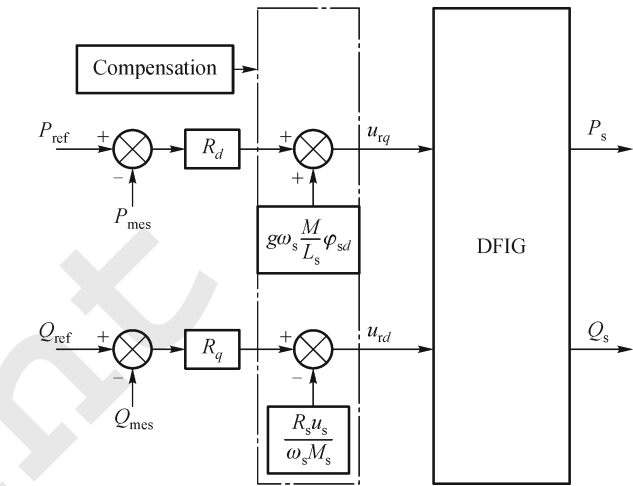 Compensation
P_ref + − P_mes R_d + + u_rq P_s
gω_s M/L_s φ_sd
DFIG
Q_ref + − Q_mes R_q + − u_rd Q_s
R_s u_s / ω_s M_s